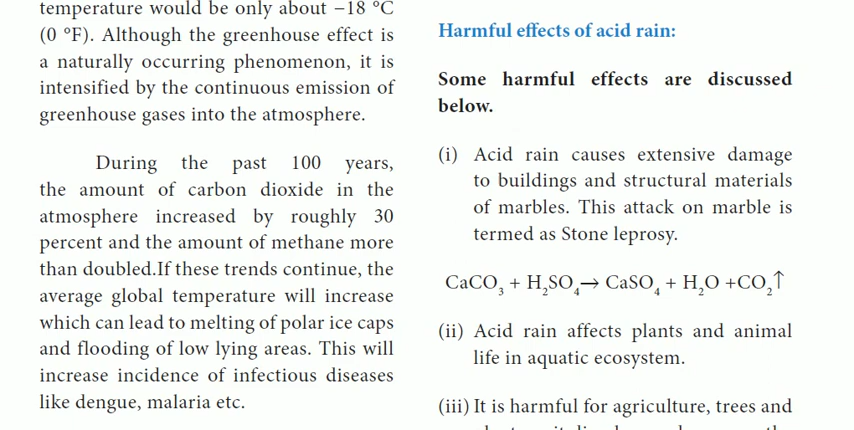 temperature would be only about −18 °C
(0 °F). Although the greenhouse effect is
a naturally occurring phenomenon, it is
intensified by the continuous emission of
greenhouse gases into the atmosphere.
During the past 100 years,
the amount of carbon dioxide in the
atmosphere increased by roughly 30
percent and the amount of methane more
than doubled.If these trends continue, the
average global temperature will increase
which can lead to melting of polar ice caps
and flooding of low lying areas. This will
increase incidence of infectious diseases
like dengue, malaria etc.
Harmful effects of acid rain:
Some harmful effects are discussed
below.
(i) Acid rain causes extensive damage
to buildings and structural materials
of marbles. This attack on marble is
termed as Stone leprosy.
CaCO₃ + H₂SO₄→ CaSO₄ + H₂O +CO₂↑
(ii) Acid rain affects plants and animal
life in aquatic ecosystem.
(iii) It is harmful for agriculture, trees and